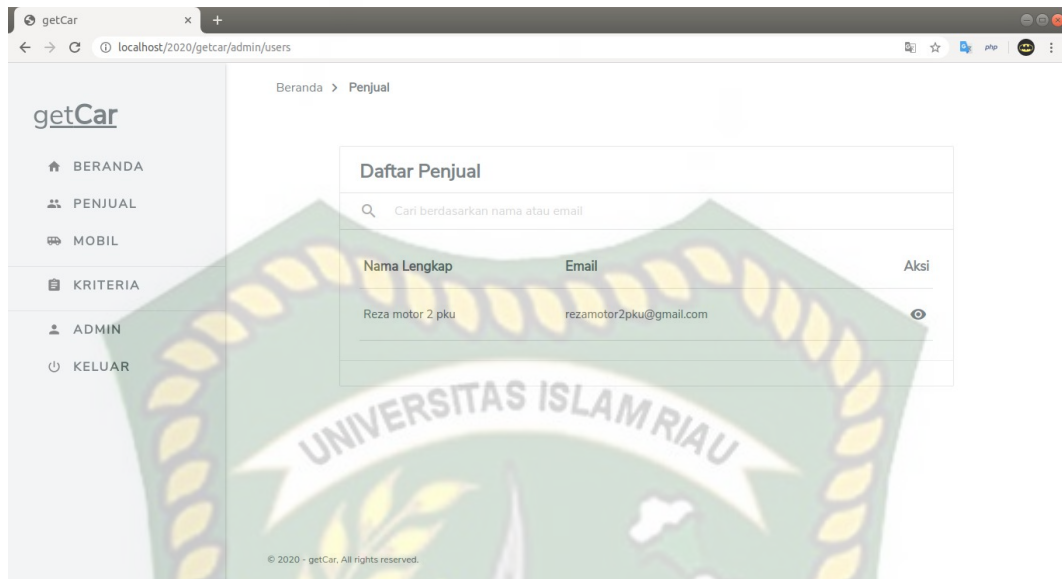 getCar
localhost/2020/getcar/admin/users
php
getCar
BERANDA
PENJUAL
MOBIL
KRITERIA
ADMIN
KELUAR
Beranda > Penjual
Daftar Penjual
Cari berdasarkan nama atau email
Nama Lengkap Email Aksi
Reza motor 2 pku rezamotor2pku@gmail.com
UNIVERSITAS ISLAM RIAU
© 2020 - getCar, All rights reserved.